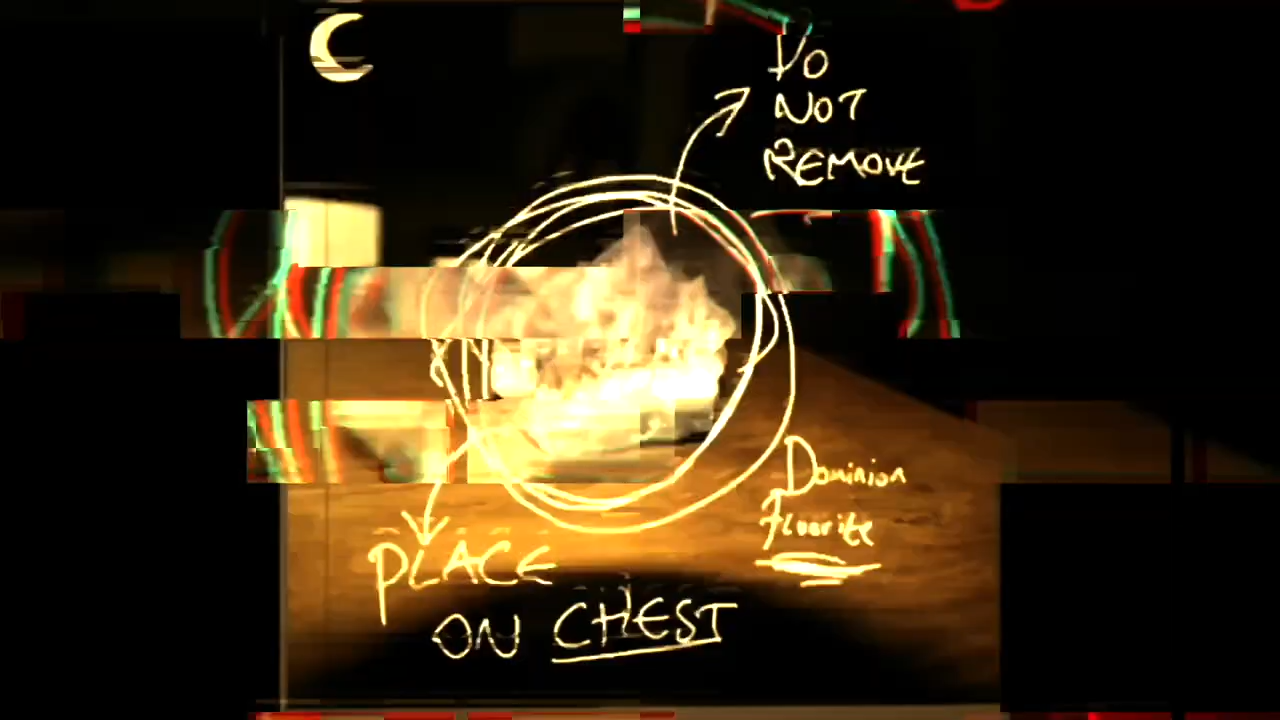 DO
NOT
REMOVE
Dominion
Fluorite
PLACE
ON CHEST